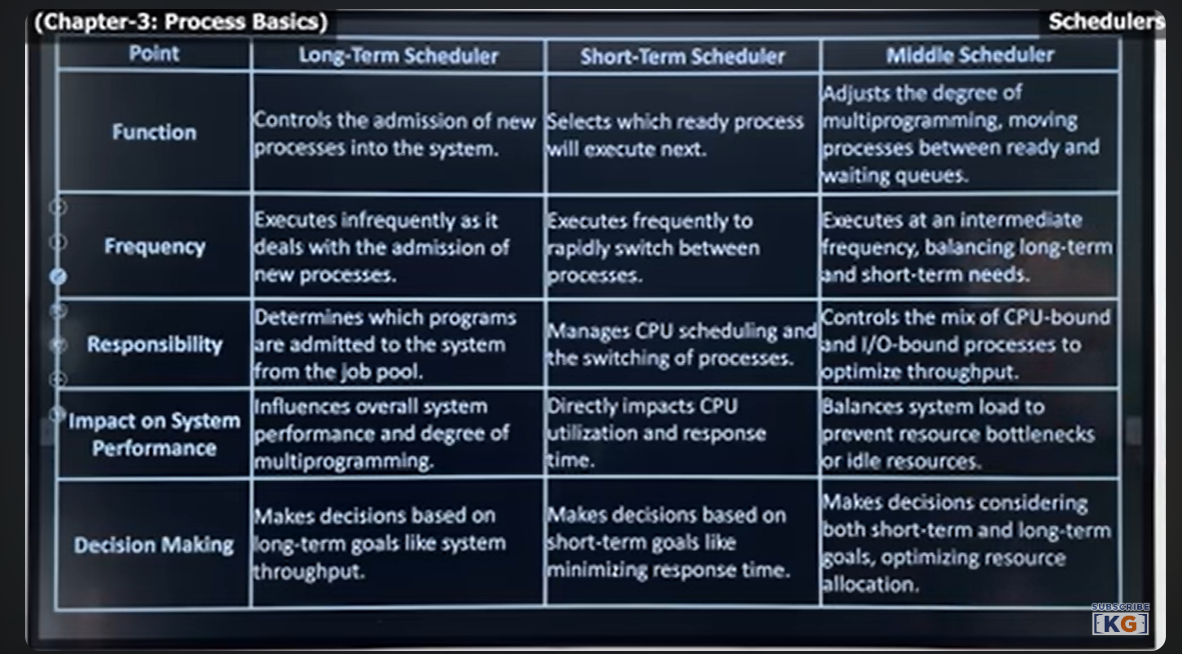 (Chapter-3: Process Basics)
Schedulers
Point
Long-Term Scheduler
Short-Term Scheduler
Middle Scheduler
Function
Controls the admission of new
processes into the system.
Selects which ready process
will execute next.
Adjusts the degree of
multiprogramming, moving
processes between ready and
waiting queues.
Frequency
Executes infrequently as it
deals with the admission of
new processes.
Executes frequently to
rapidly switch between
processes.
Executes at an intermediate
frequency, balancing long-term
and short-term needs.
Responsibility
Determines which programs
are admitted to the system
from the job pool.
Manages CPU scheduling and
the switching of processes.
Controls the mix of CPU-bound
and I/O-bound processes to
optimize throughput.
Impact on System
Performance
Influences overall system
performance and degree of
multiprogramming.
Directly impacts CPU
utilization and response
time.
Balances system load to
prevent resource bottlenecks
or idle resources.
Decision Making
Makes decisions based on
long-term goals like system
throughput.
Makes decisions based on
short-term goals like
minimizing response time.
Makes decisions considering
both short-term and long-term
goals, optimizing resource
allocation.
SUBSCRIBE
[KG]